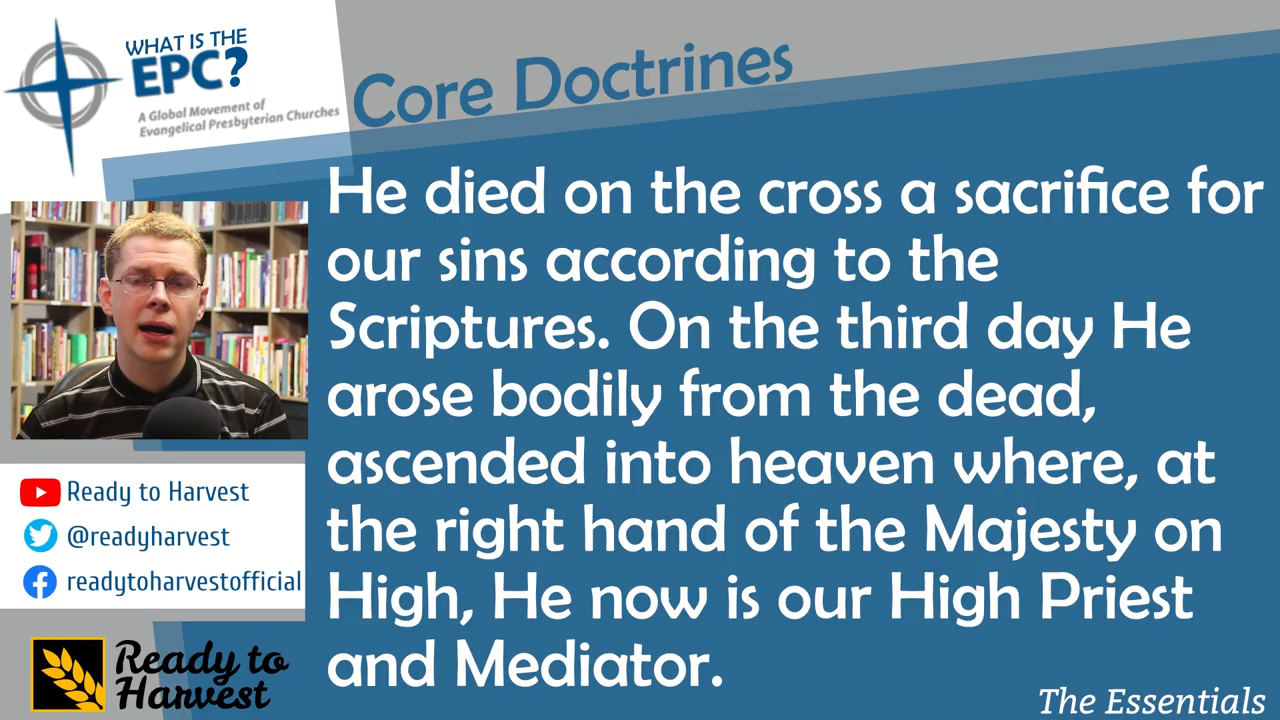 WHAT IS THE
EPC?
A Global Movement of
Evangelical Presbyterian Churches
Core Doctrines
He died on the cross a sacrifice for
our sins according to the
Scriptures. On the third day He
arose bodily from the dead,
ascended into heaven where, at
the right hand of the Majesty on
High, He now is our High Priest
and Mediator.
Ready to Harvest
@readyharvest
readytoharvestofficial
Ready to
Harvest
The Essentials